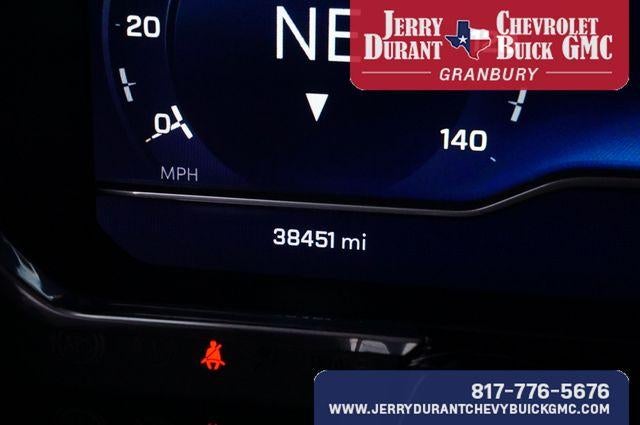 20
NE
JERRY CHEVROLET
DURANT BUICK GMC
GRANBURY
0
140
MPH
38451 mi
817-776-5676
WWW.JERRYDURANTCHEVYBUICKGMC.COM